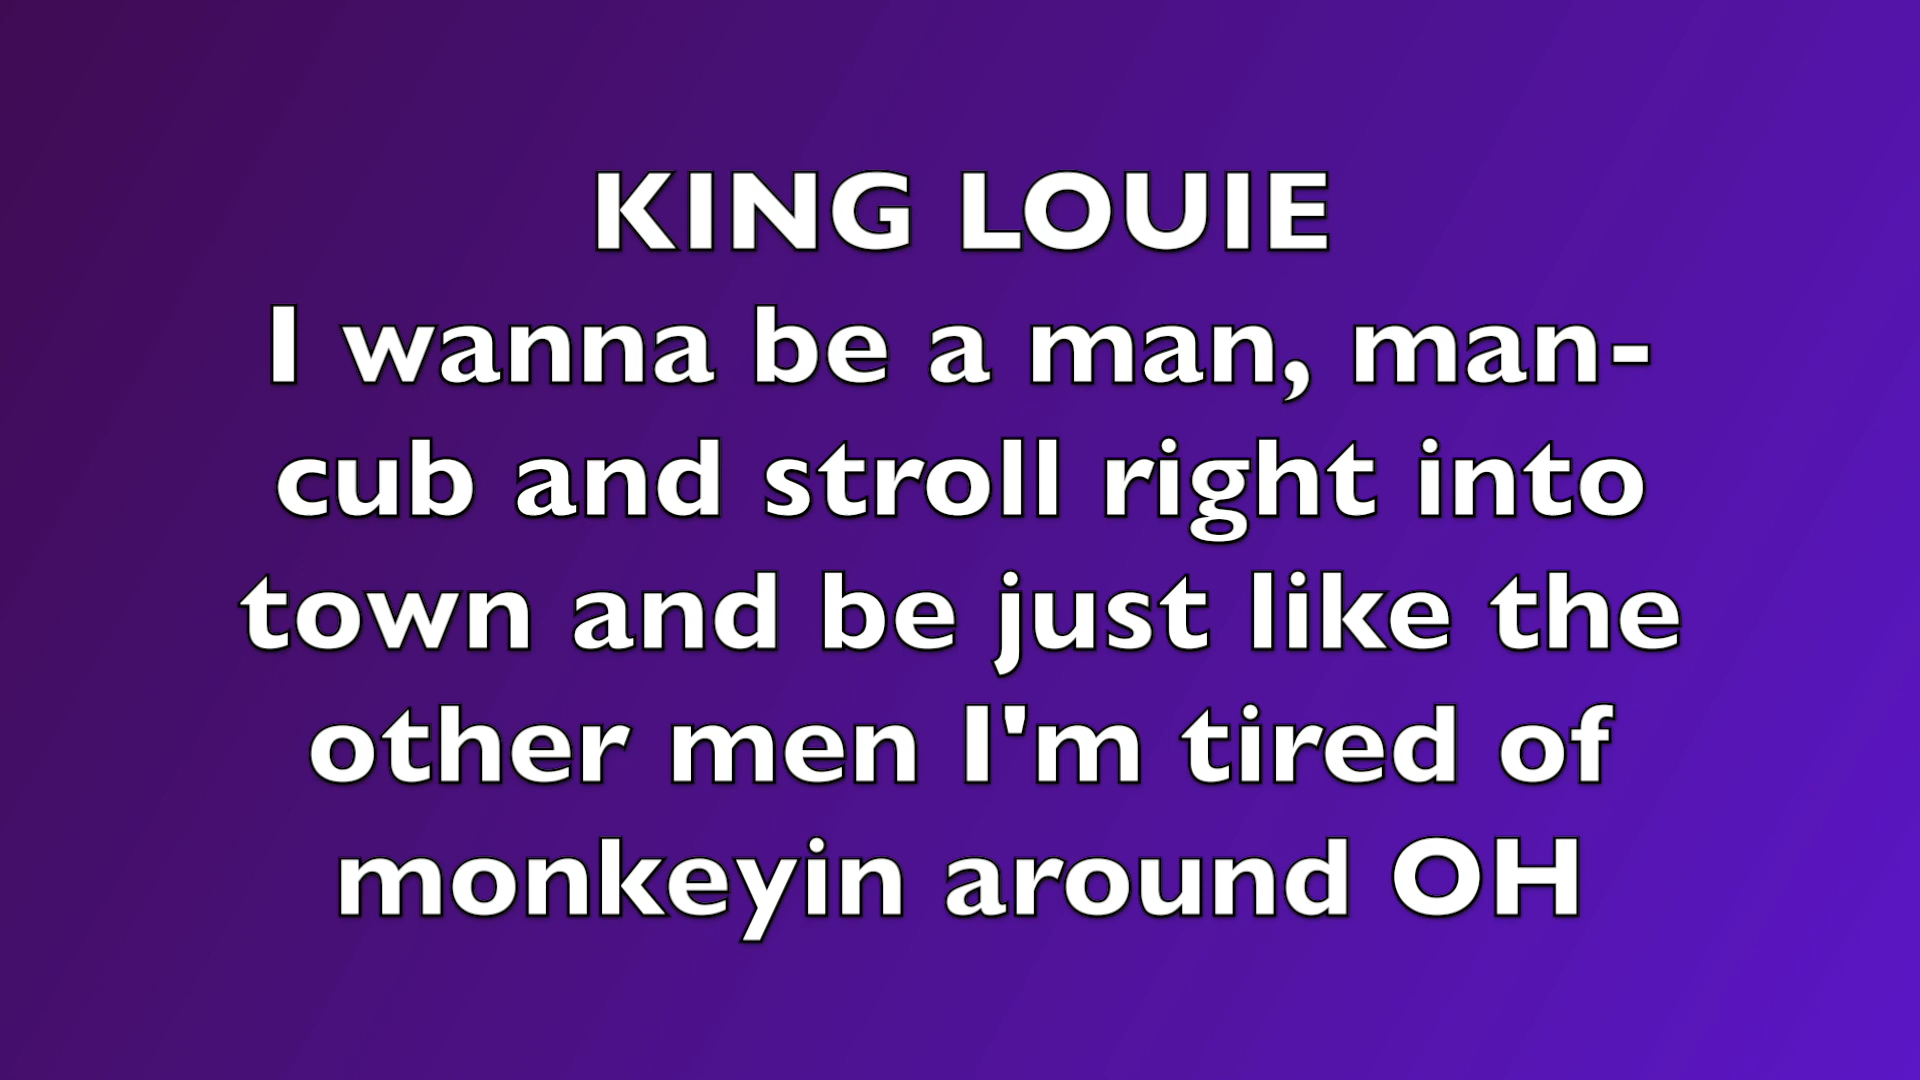 KING LOUIE
I wanna be a man, man-
cub and stroll right into
town and be just like the
other men I'm tired of
monkeyin around OH